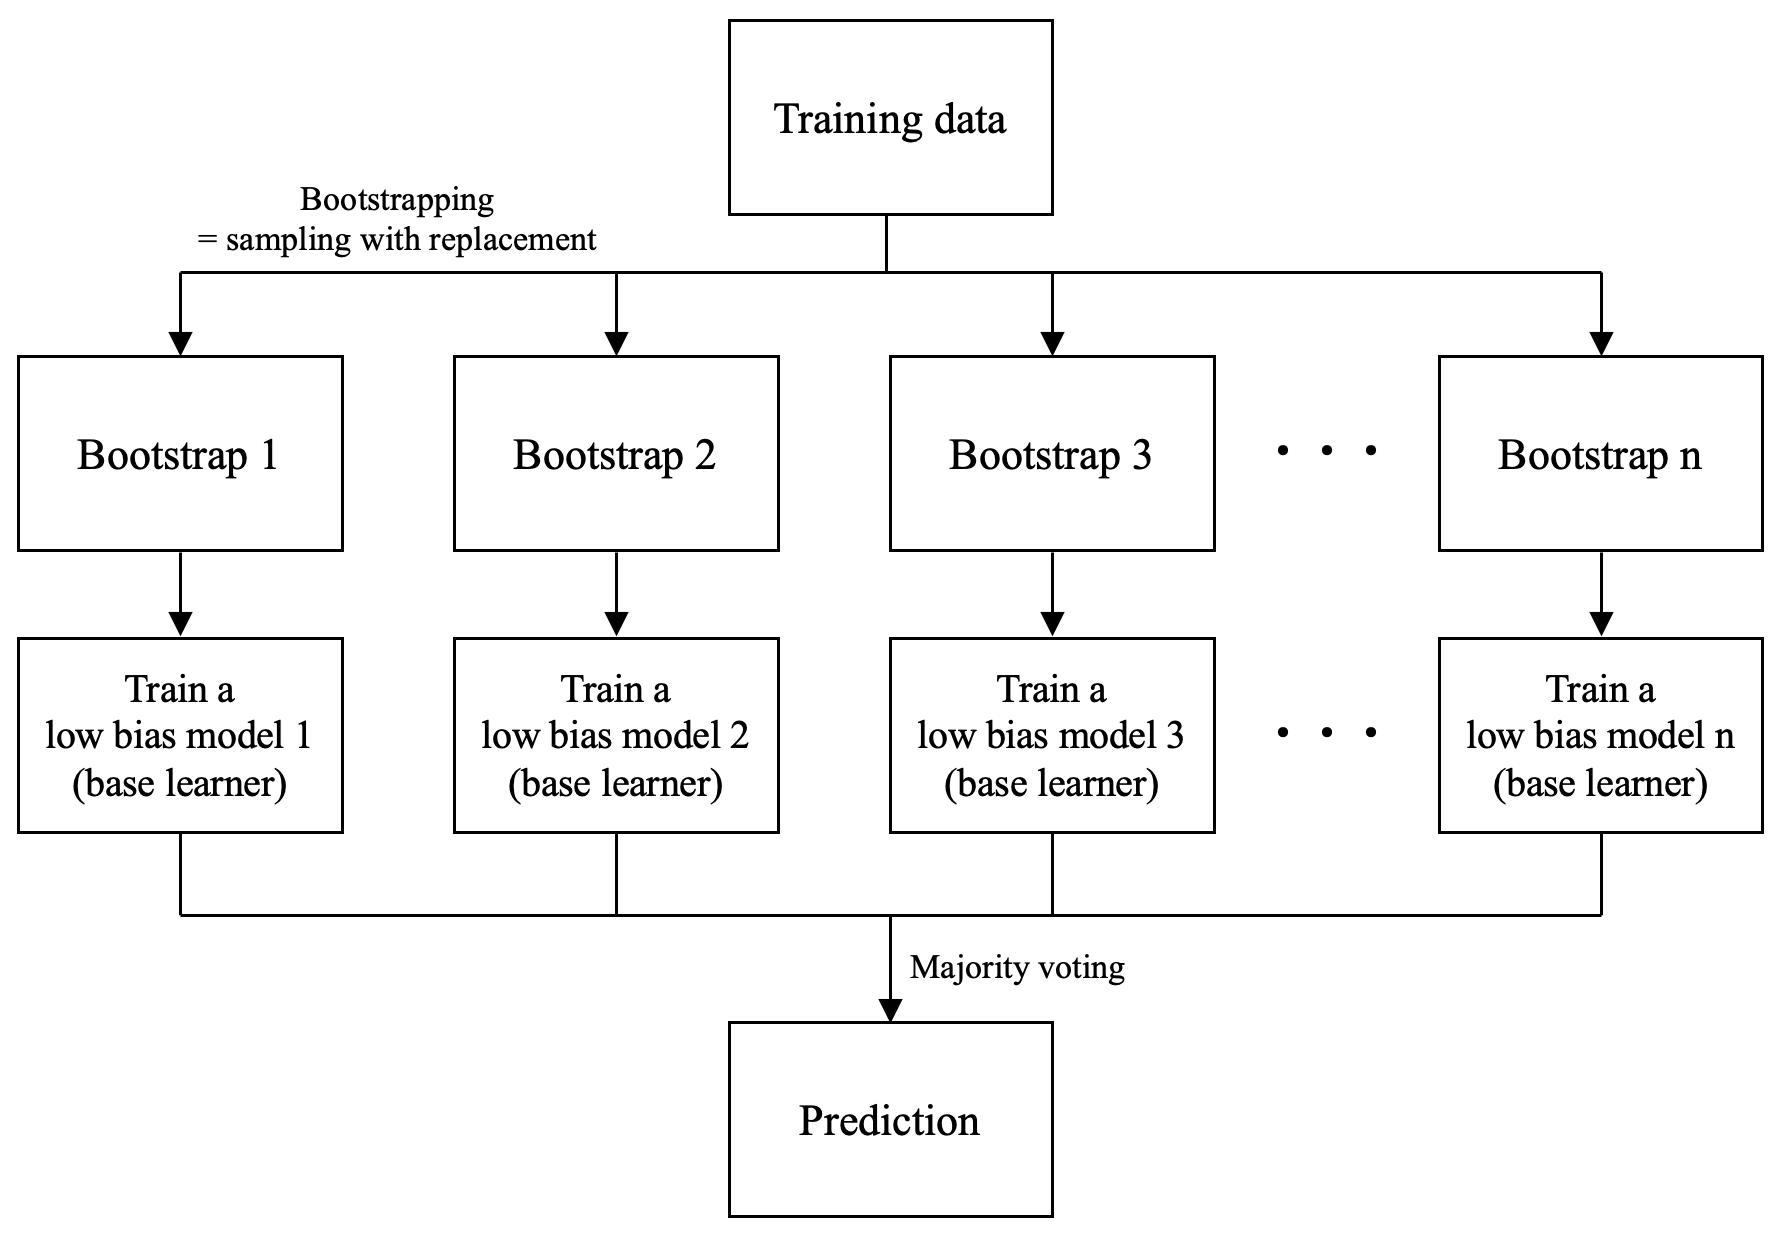 Training data
Bootstrapping
= sampling with replacement
Bootstrap 1
Bootstrap 2
Bootstrap 3
. . .
Bootstrap n
Train a
low bias model 1
(base learner)
Train a
low bias model 2
(base learner)
Train a
low bias model 3
(base learner)
. . .
Train a
low bias model n
(base learner)
Majority voting
Prediction